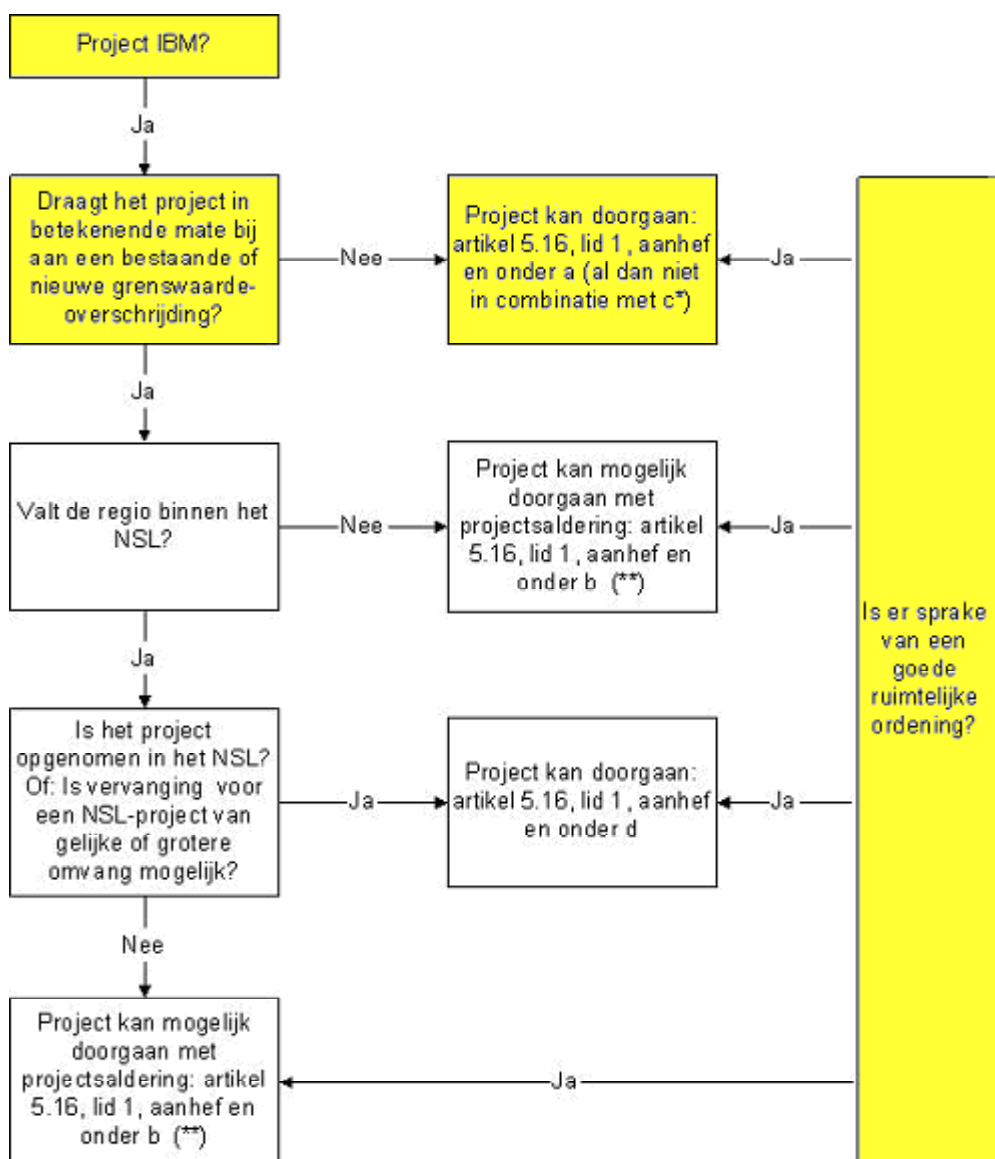 Project IBM?
Ja
Draagt het project in
betekenende mate bij
aan een bestaande of
nieuwe grenswaarde-
overschrijding?
Nee
Project kan doorgaan:
artikel 5.16, lid 1, aanhef
en onder a (al dan niet
in combinatie met c*)
Ja
Ja
Valt de regio binnen het
NSL?
Nee
Project kan mogelijk
doorgaan met
projectsaldering: artikel
5.16, lid 1, aanhef en
onder b (**)
Ja
Is er sprake
van een
goede
ruimtelijke
ordening?
Ja
Is het project
opgenomen in het NSL?
Of: Is vervanging voor
een NSL-project van
gelijke of grotere
omvang mogelijk?
Ja
Project kan doorgaan:
artikel 5.16, lid 1, aanhef
en onder d
Ja
Nee
Project kan mogelijk
doorgaan met
projectsaldering: artikel
5.16, lid 1, aanhef en
onder b (**)
Ja